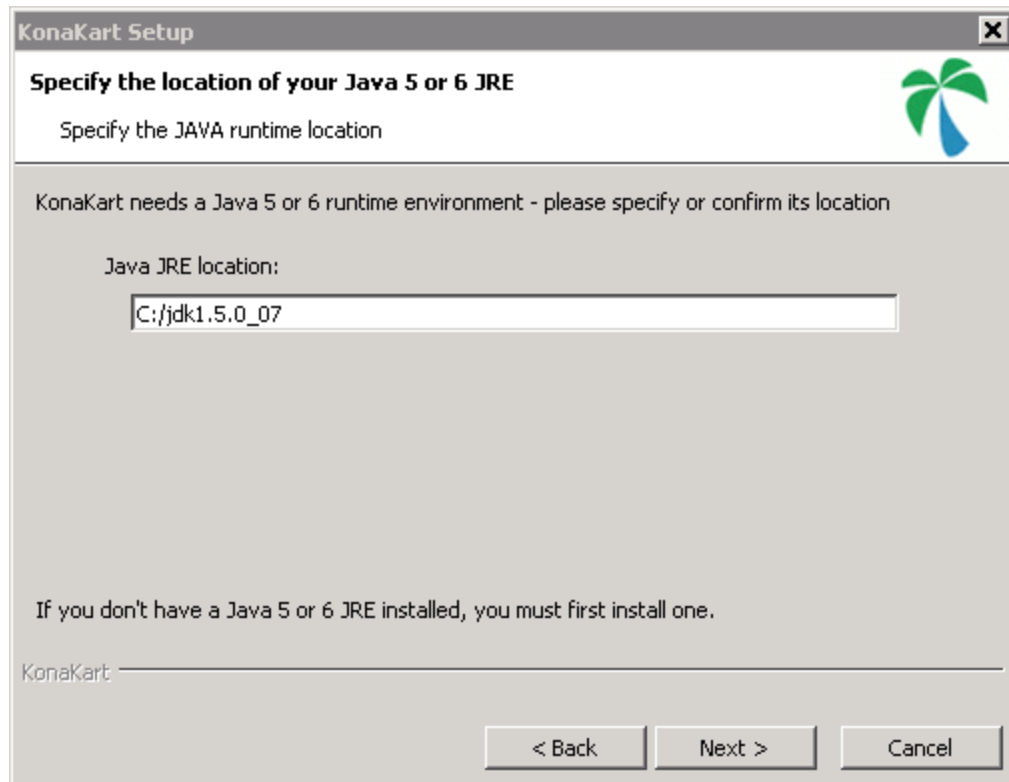 KonaKart Setup
Specify the location of your Java 5 or 6 JRE
Specify the JAVA runtime location
KonaKart needs a Java 5 or 6 runtime environment - please specify or confirm its location
Java JRE location:
C:/jdk1.5.0_07
If you don't have a Java 5 or 6 JRE installed, you must first install one.
KonaKart
< Back Next > Cancel